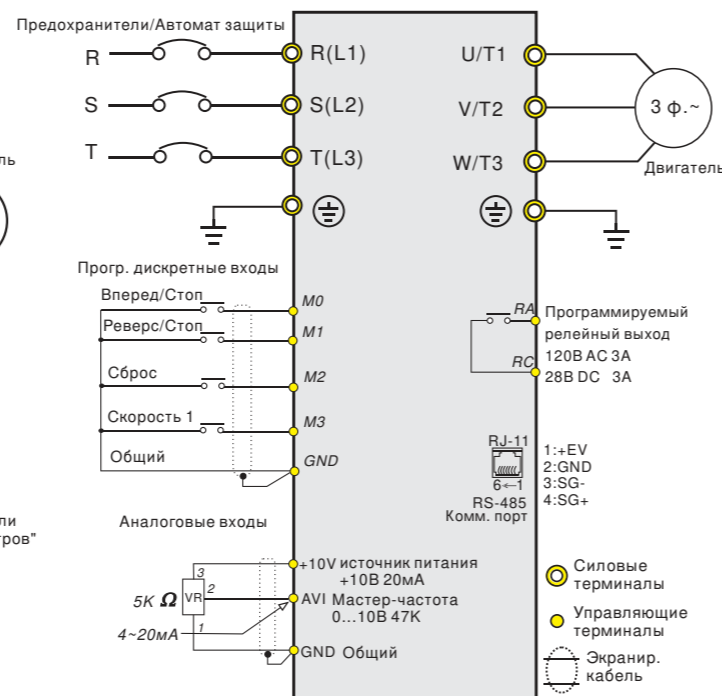 Предохранители/Автомат защиты
R
R(L1)
U/T1
S
S(L2)
V/T2
3 ф.~
T
T(L3)
W/T3
Двигатель
ль
Прогр. дискретные входы
Вперед/Стоп
M0
Реверс/Стоп
M1
Сброс
M2
Скорость 1
M3
Общий
GND
RA
Программируемый
релейный выход
RC
120В AC 3А
28В DC 3А
RJ-11
6←1
RS-485
Комм. порт
1:+EV
2:GND
3:SG-
4:SG+
ли
тров"
Аналоговые входы
+10V источник питания
+10В 20мА
3
5K Ω
VR
2
AVI Мастер-частота
0...10В 47K
4~20мА
1
GND Общий
Силовые
терминалы
Управляющие
терминалы
Экранир.
кабель